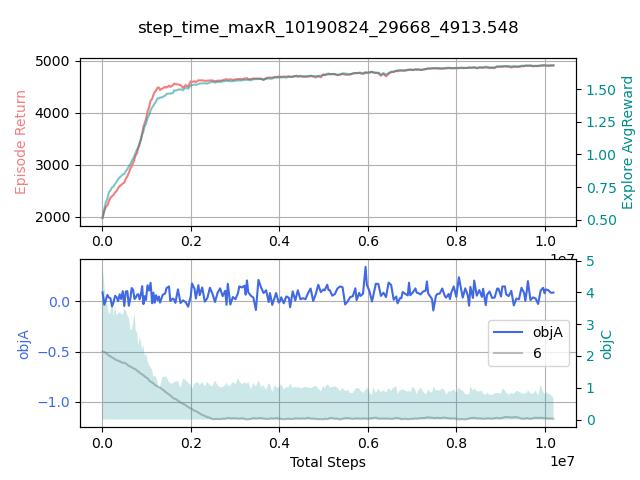 step_time_maxR_10190824_29668_4913.548
5000
4000
3000
2000
Episode Return
1.50
1.25
1.00
0.75
0.50
Explore AvgReward
0.0 0.2 0.4 0.6 0.8 1.0
1e7
0.0
−0.5
−1.0
objA
5
4
3
2
1
0
objC
objA
6
0.0 0.2 0.4 0.6 0.8 1.0
Total Steps
1e7